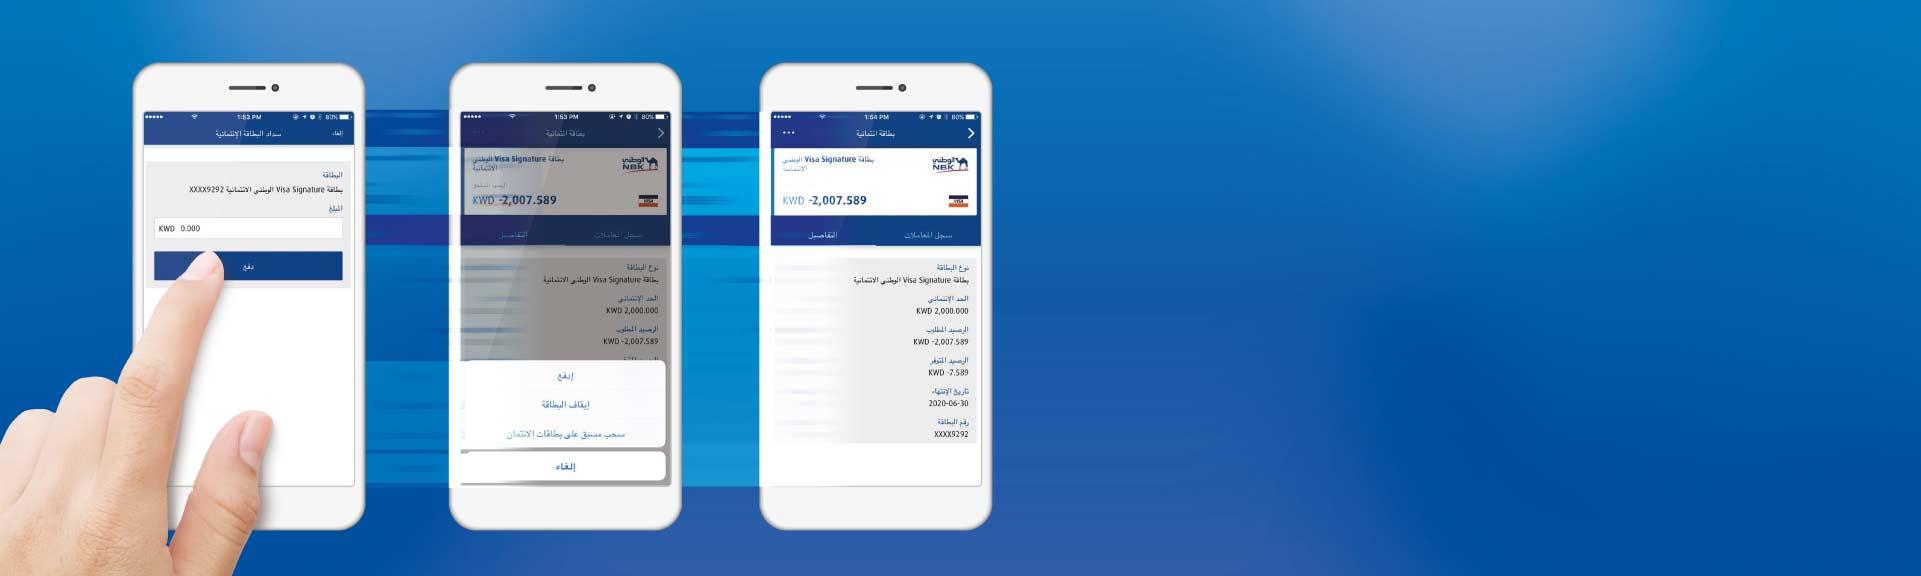 1:53 PM
80%
سداد البطاقة الإئتمانية
إلغاء
البطاقة
بطاقة Visa Signature الوطني الائتمانية XXXX9292
المبلغ
KWD 0.000
دفع
1:53 PM
80%
بطاقة ائتمانية
بطاقة Visa Signature الوطني
الائتمانية
الوطني
NBK
KWD -2,007.589
VISA
سجل المعاملات
التفاصيل
نوع البطاقة
بطاقة Visa Signature الوطني الائتمانية
الحد الإئتماني
KWD 2,000.000
الرصيد المطلوب
KWD -2,007.589
إدفع
إيقاف البطاقة
سحب مسبق على بطاقات الائتمان
إلغاء
1:54 PM
80%
بطاقة ائتمانية
بطاقة Visa Signature الوطني
الائتمانية
الوطني
NBK
KWD -2,007.589
VISA
سجل المعاملات
التفاصيل
نوع البطاقة
بطاقة Visa Signature الوطني الائتمانية
الحد الإئتماني
KWD 2,000.000
الرصيد المطلوب
KWD -2,007.589
الرصيد المتوفر
KWD -7.589
تاريخ الإنتهاء
2020-06-30
رقم البطاقة
XXXX9292